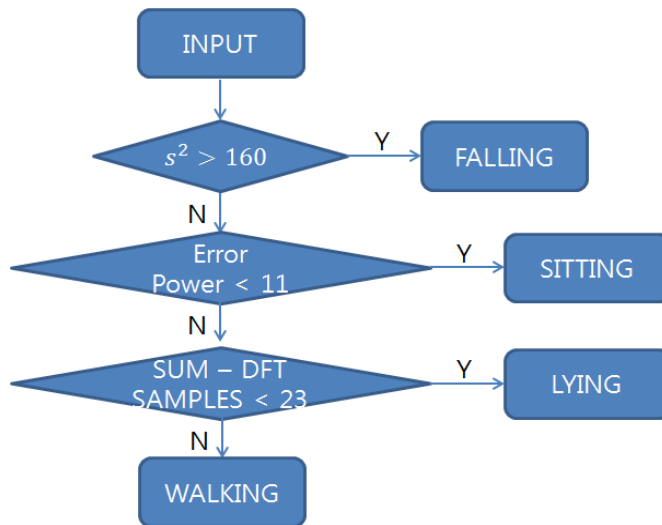 INPUT
s² > 160
Y
FALLING
N
Error
Power < 11
Y
SITTING
N
SUM – DFT
SAMPLES < 23
Y
LYING
N
WALKING